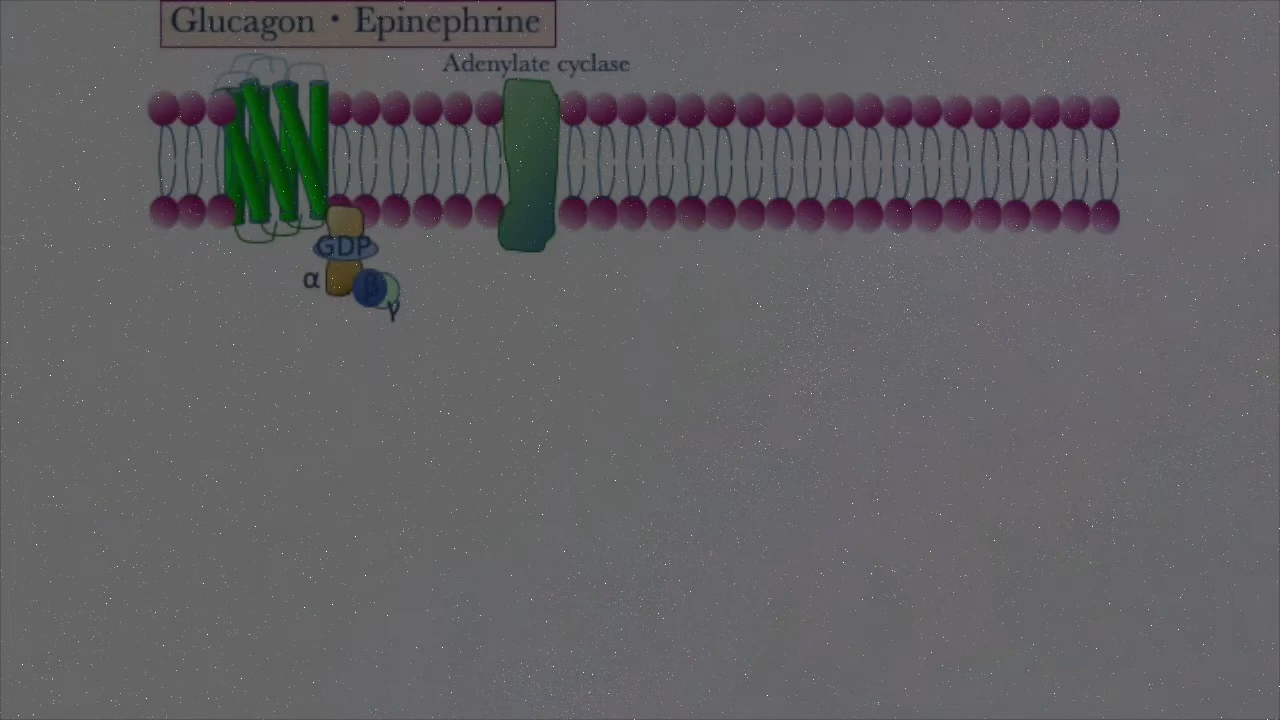 Glucagon · Epinephrine
Adenylate cyclase
GDP
α
β
γ